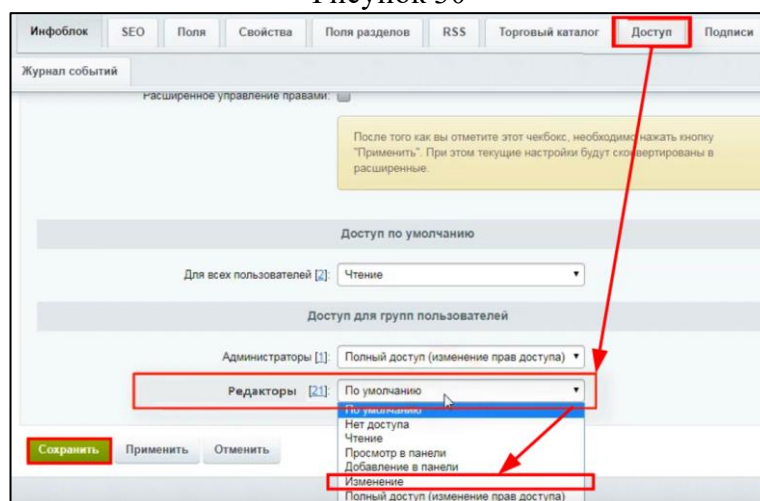 Инфоблок SEO Поля Свойства Поля разделов RSS Торговый каталог Доступ Подписи
Журнал событий
Расширенное управление правами:
После того как вы отметите этот чекбокс, необходимо нажать кнопку
"Применить". При этом текущие настройки будут сконвертированы в
расширенные.
Доступ по умолчанию
Для всех пользователей [2]: Чтение
Доступ для групп пользователей
Администраторы [1]: Полный доступ (изменение прав доступа)
Редакторы [21]: По умолчанию
По умолчанию
Нет доступа
Чтение
Просмотр в панели
Добавление в панели
Изменение
Полный доступ (изменение прав доступа)
Сохранить Применить Отменить